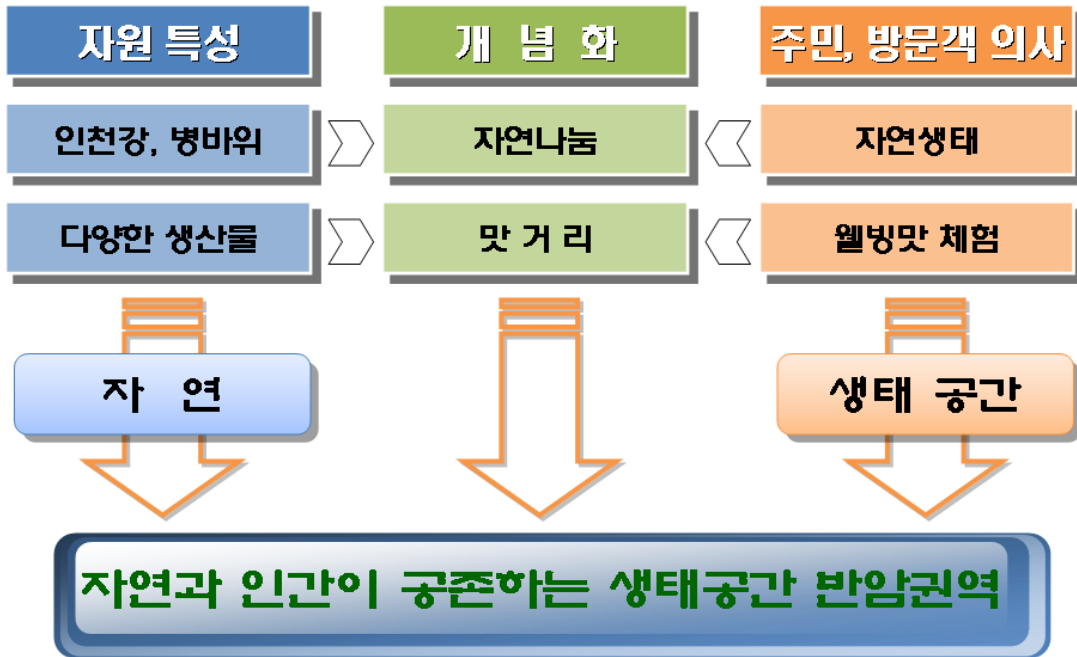 자원 특성
개 념 화
주민, 방문객 의사
인천강, 병바위
자연나눔
자연생태
다양한 생산물
맛 거 리
웰빙맛 체험
자 연
생태 공간
자연과 인간이 공존하는 생태공간 반암권역